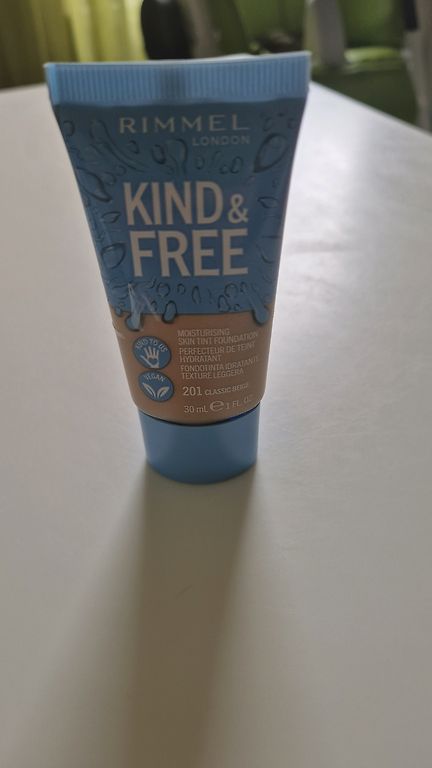 RIMMEL
LONDON
KIND &
FREE
KIND TO US
VEGAN
MOISTURISING
SKIN TINT FOUNDATION
PERFECTEUR DE TEINT
HYDRATANT
FONDOTINTA IDRATANTE
TEXTURE LEGGERA
201 CLASSIC BEIGE
30 mL e 1 FL. OZ